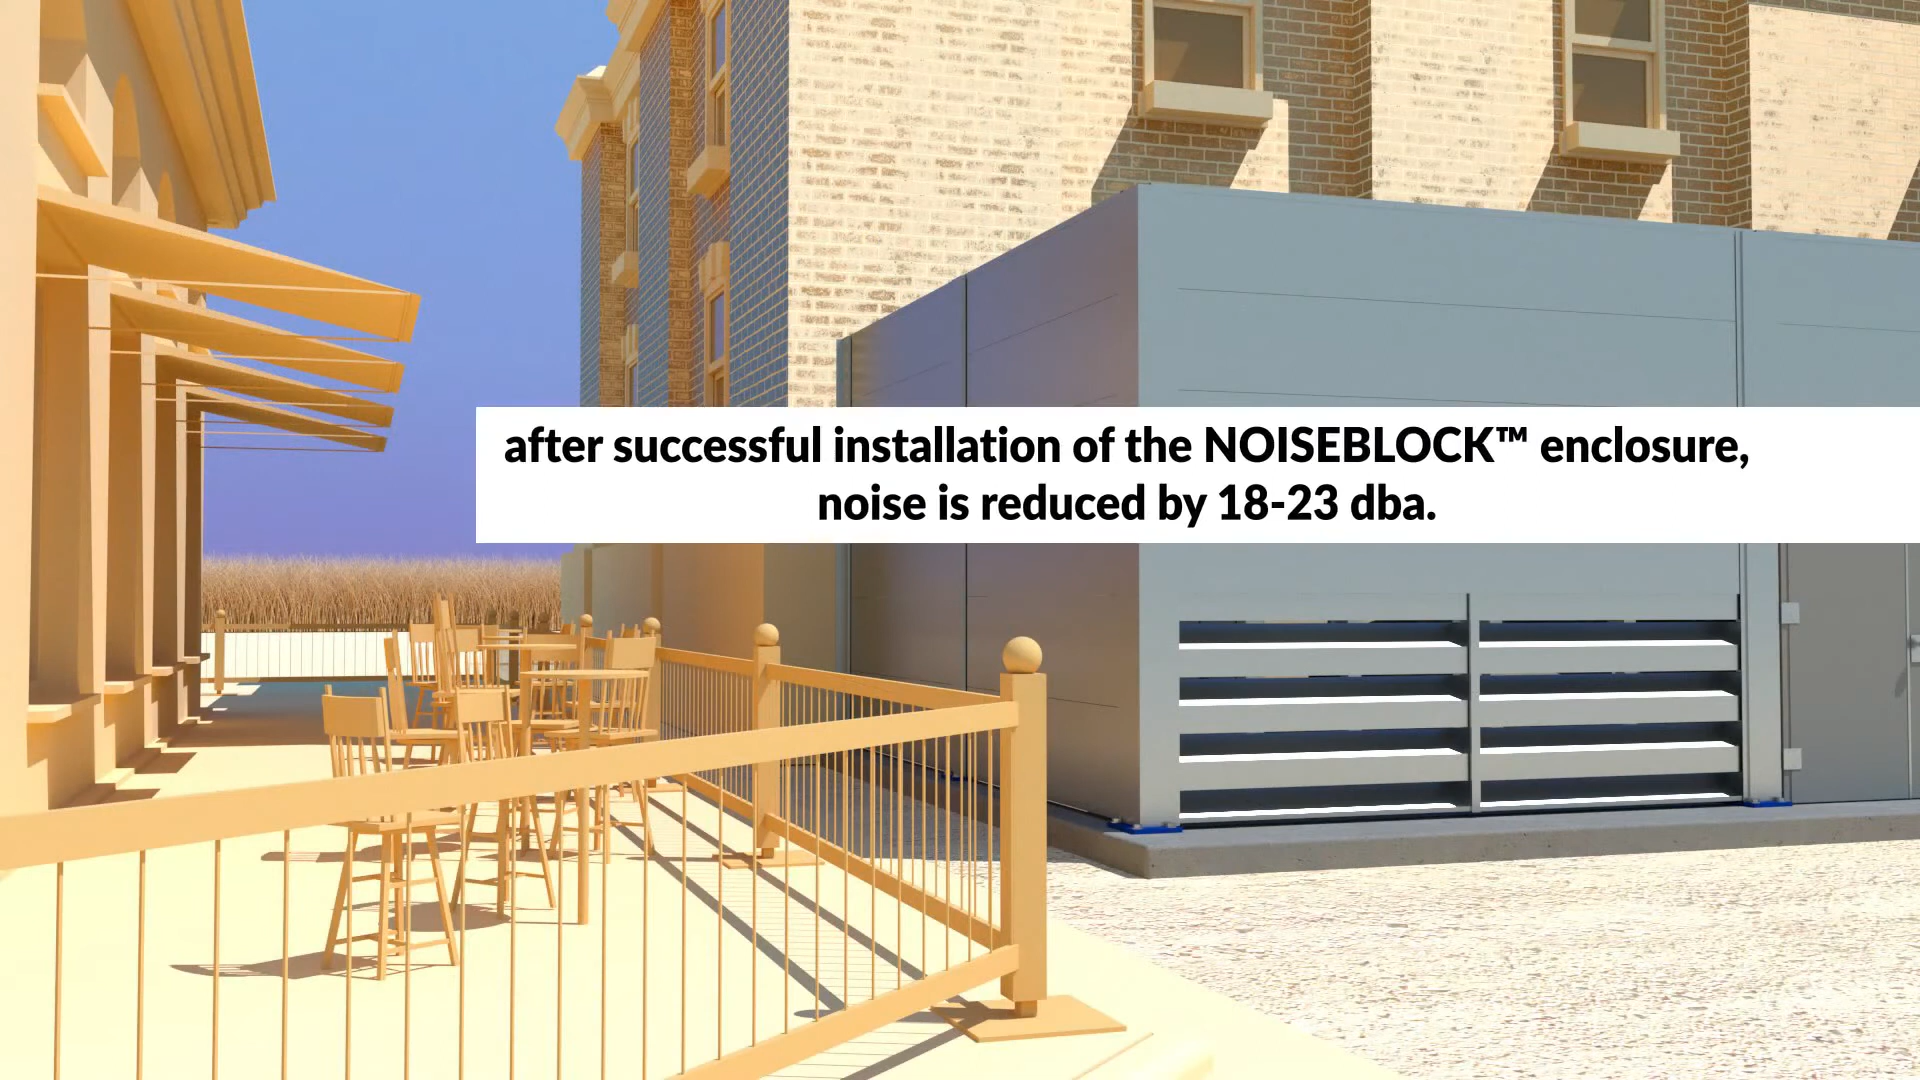 after successful installation of the NOISEBLOCK™ enclosure,
noise is reduced by 18-23 dba.